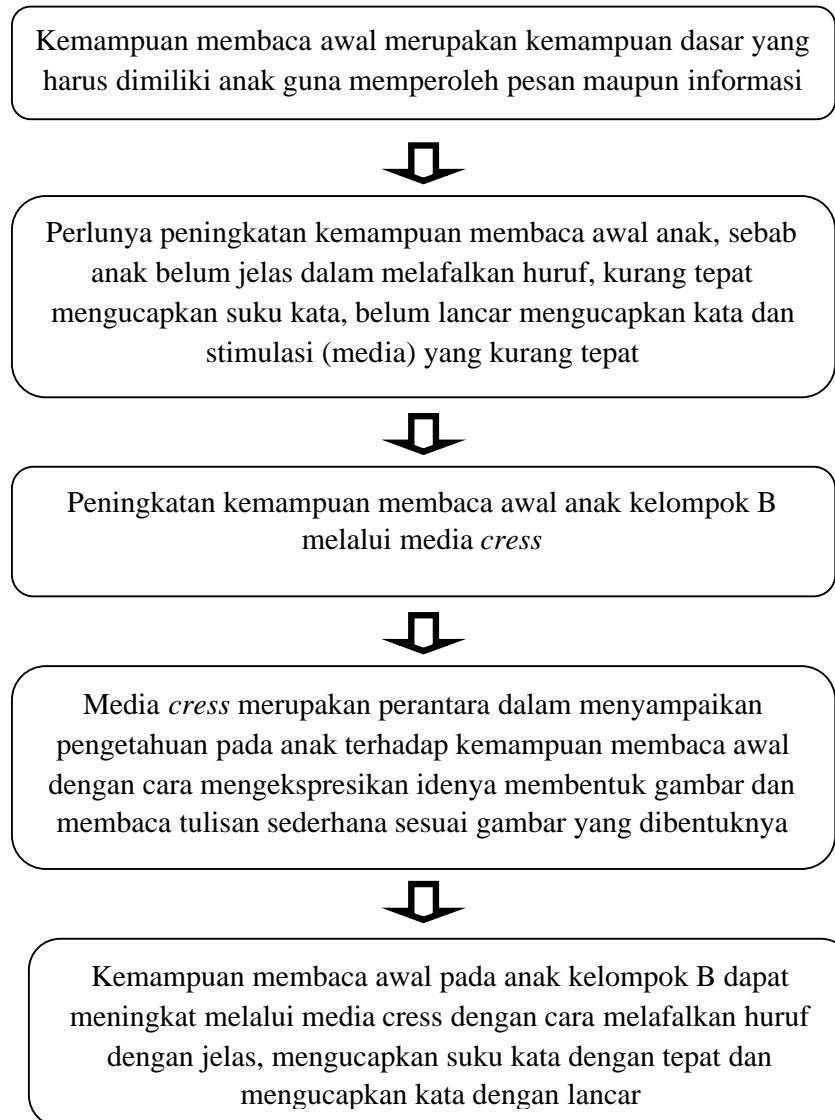 Kemampuan membaca awal merupakan kemampuan dasar yang
harus dimiliki anak guna memperoleh pesan maupun informasi
Perlunya peningkatan kemampuan membaca awal anak, sebab
anak belum jelas dalam melafalkan huruf, kurang tepat
mengucapkan suku kata, belum lancar mengucapkan kata dan
stimulasi (media) yang kurang tepat
Peningkatan kemampuan membaca awal anak kelompok B
melalui media cress
Media cress merupakan perantara dalam menyampaikan
pengetahuan pada anak terhadap kemampuan membaca awal
dengan cara mengekspresikan idenya membentuk gambar dan
membaca tulisan sederhana sesuai gambar yang dibentuknya
Kemampuan membaca awal pada anak kelompok B dapat
meningkat melalui media cress dengan cara melafalkan huruf
dengan jelas, mengucapkan suku kata dengan tepat dan
mengucapkan kata dengan lancar